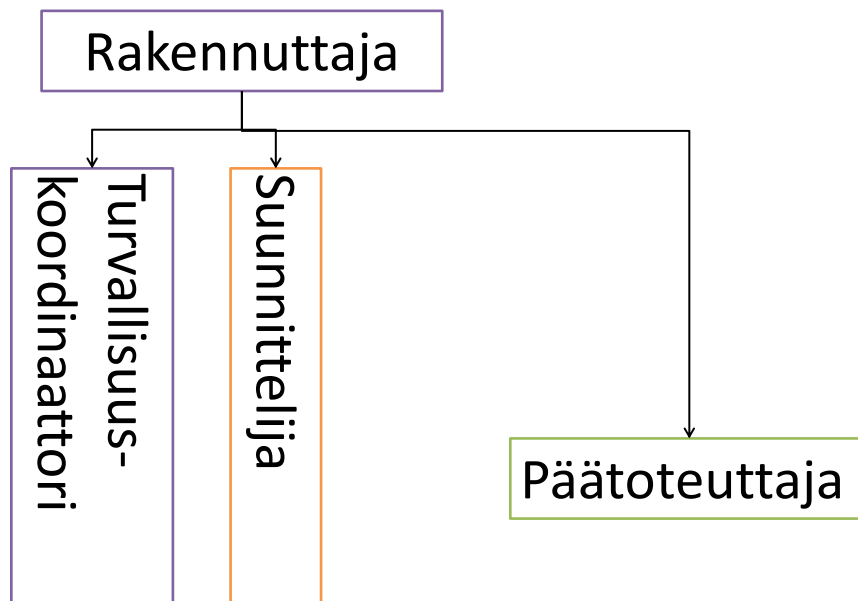 Rakennuttaja
Turvallisuus-
koordinaattori
Suunnittelija
Päätoteuttaja